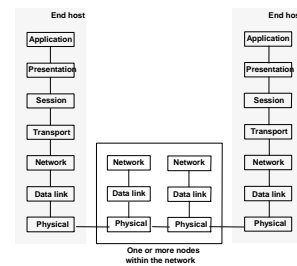 End host
End host
Application
Application
Presentation
Presentation
Session
Session
Transport
Transport
Network
Network
Network
Network
Data link
Data link
Data link
Data link
Physical
Physical
Physical
Physical
One or more nodes
within the network